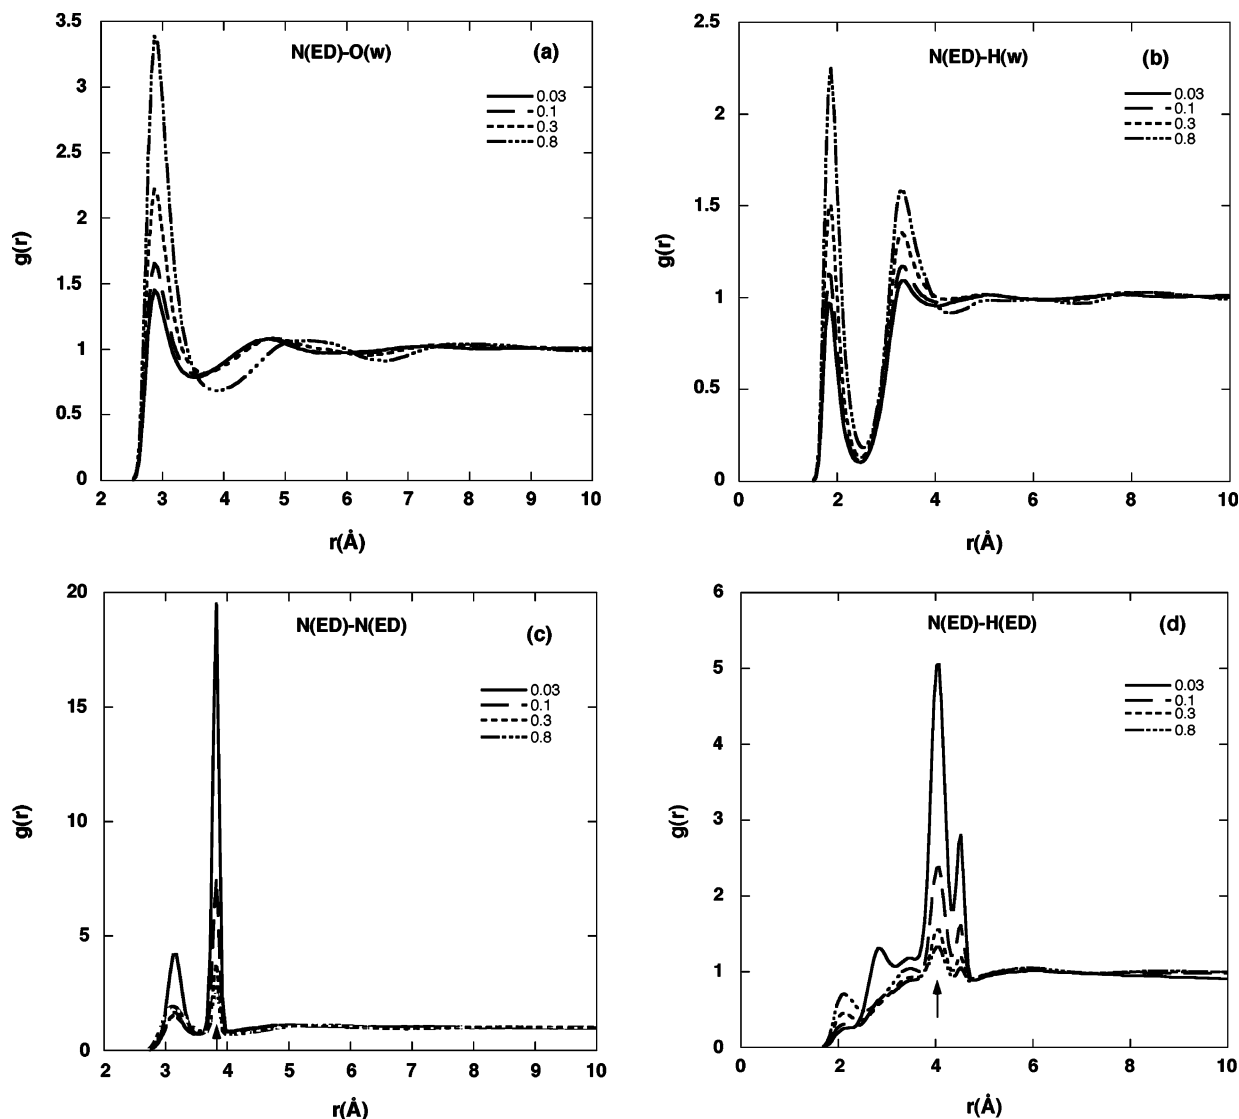 N(ED)-O(w) (a)
0.03
0.1
0.3
0.8
3.5
3
2.5
2
1.5
1
0.5
0
g(r)
2 3 4 5 6 7 8 9 10
r(Å)
N(ED)-H(w) (b)
0.03
0.1
0.3
0.8
2.5
2
1.5
1
0.5
0
g(r)
0 2 4 6 8 10
r(Å)
N(ED)-N(ED) (c)
0.03
0.1
0.3
0.8
20
15
10
5
0
g(r)
2 3 4 5 6 7 8 9 10
r(Å)
N(ED)-H(ED) (d)
0.03
0.1
0.3
0.8
6
5
4
3
2
1
0
g(r)
0 2 4 6 8 10
r(Å)